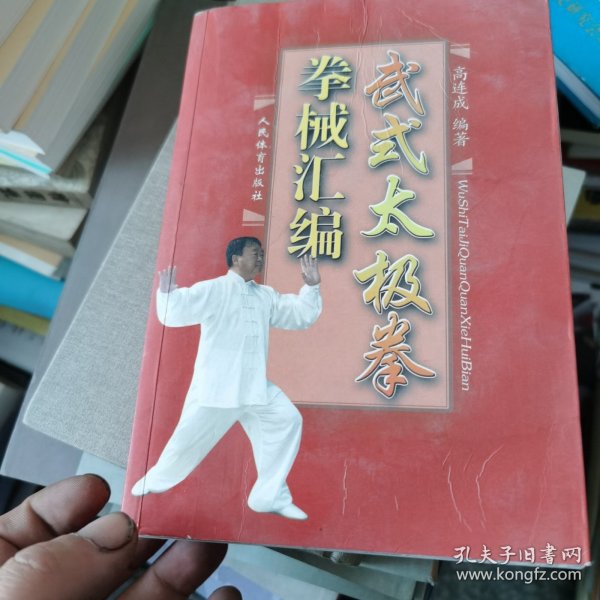 武式太极拳
拳械汇编
高连成 编著
WuShiTaiJiQuanQuanXieHuiBian
人民体育出版社
孔夫子旧書网
www.kongfz.com